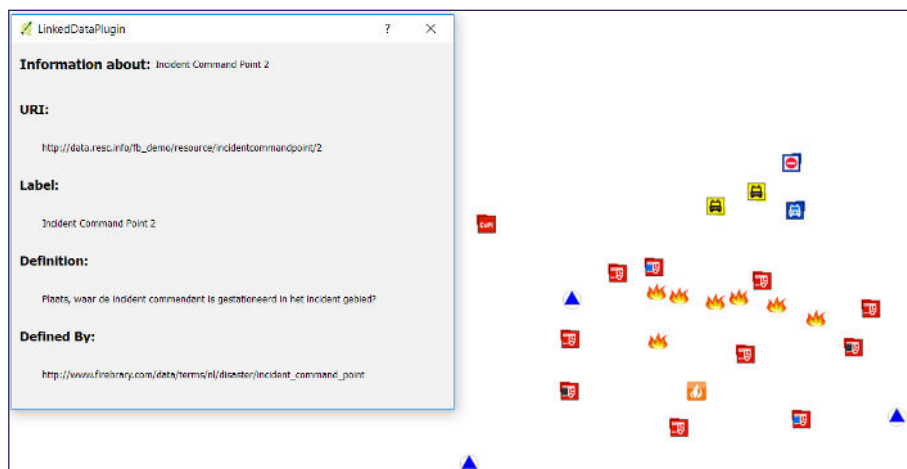 LinkedDataPlugin
Information about: Incident Command Point 2
URI:
http://data.resc.info/fb_demo/resource/incidentcommandpoint/2
Label:
Incident Command Point 2
Definition:
Plaats, waar de incident commendant is gestationeerd in het incident gebied?
Defined By:
http://www.firebrary.com/data/terms/nl/disaster/incident_command_point
CoPI